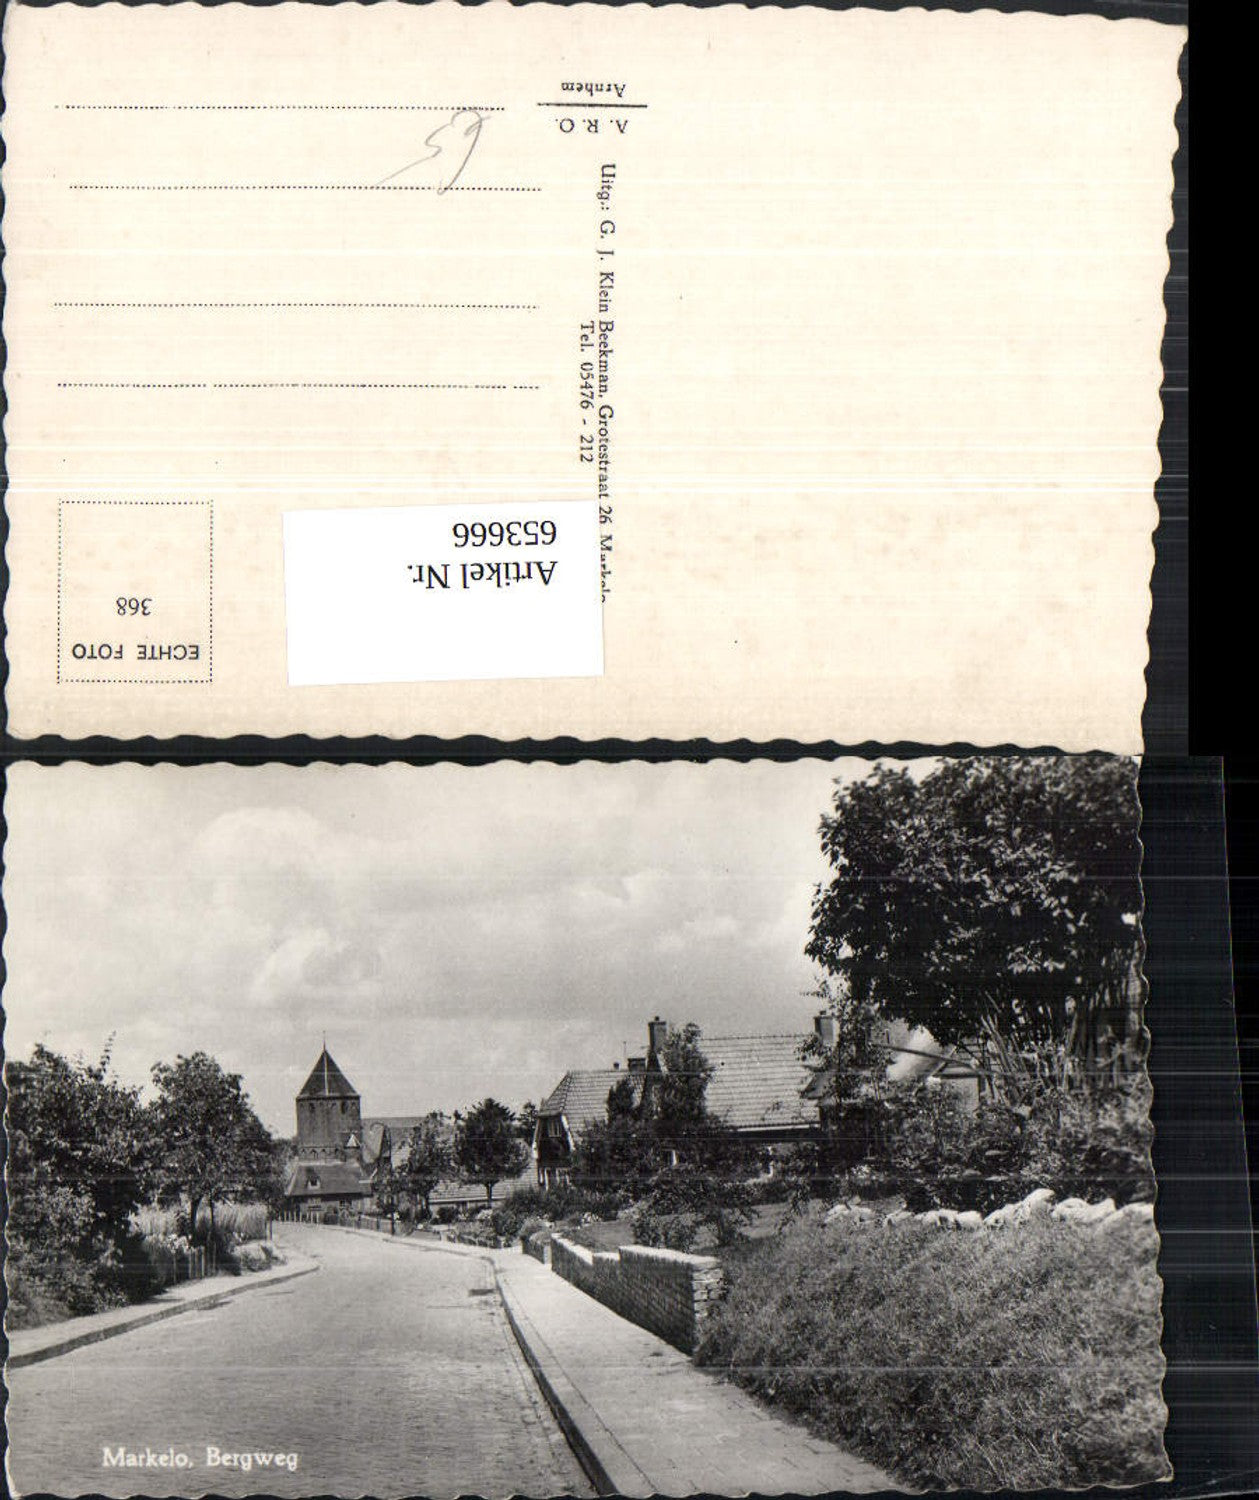 A. R. O.
Arnhem
Uitg.: G. J. Klein Beekman, Grotestraat 26 Markelo
Tel. 05476 - 212
ECHTE FOTO
368
Artikel Nr.
653666
Markelo, Bergweg